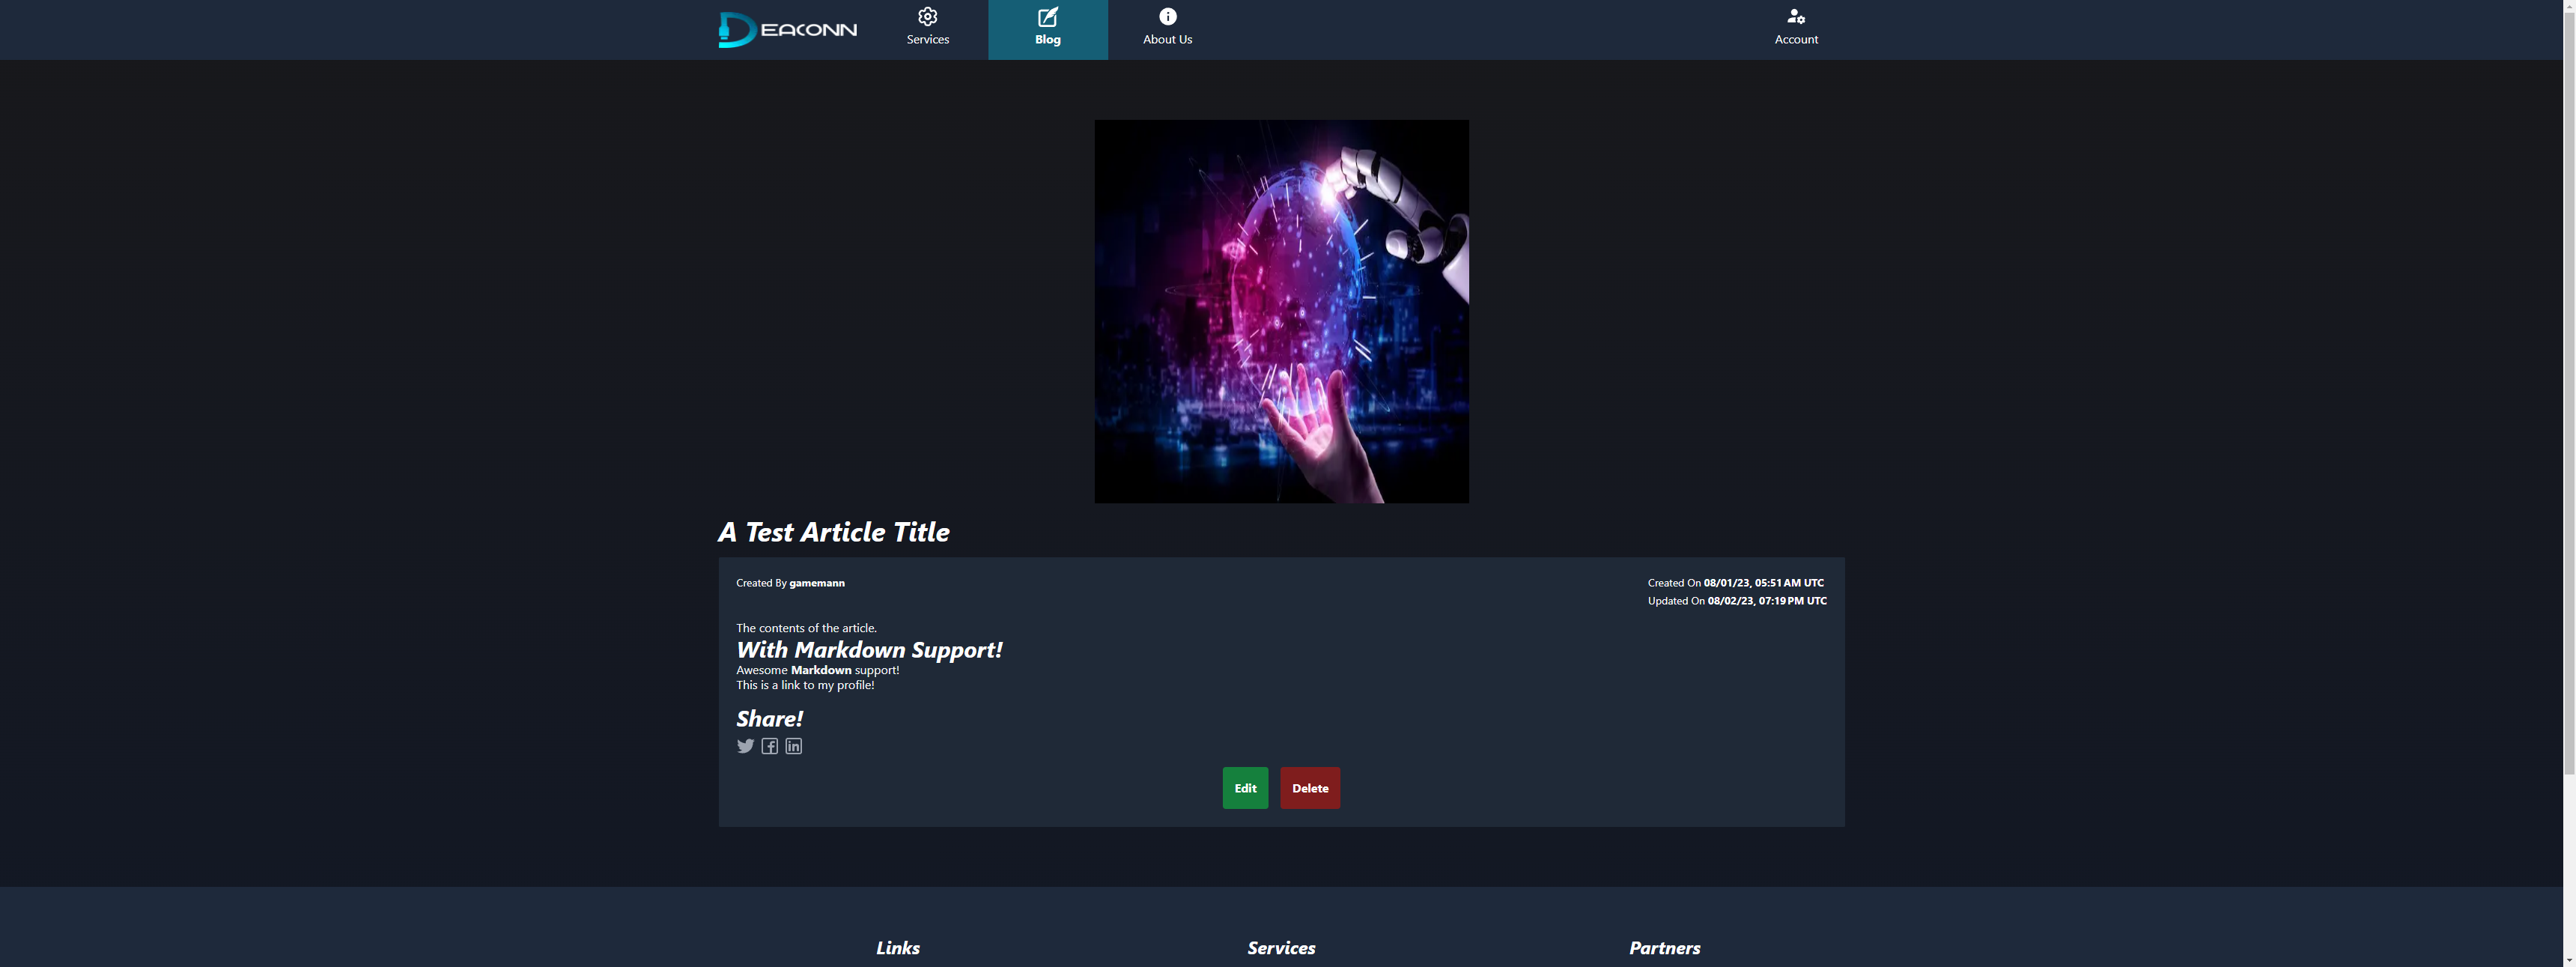 DEACONN
Services
Blog
About Us
Account
A Test Article Title
Created By gamemann
Created On 08/01/23, 05:51 AM UTC
Updated On 08/02/23, 07:19 PM UTC
The contents of the article.
With Markdown Support!
Awesome Markdown support!
This is a link to my profile!
Share!
Edit
Delete
Links
Services
Partners